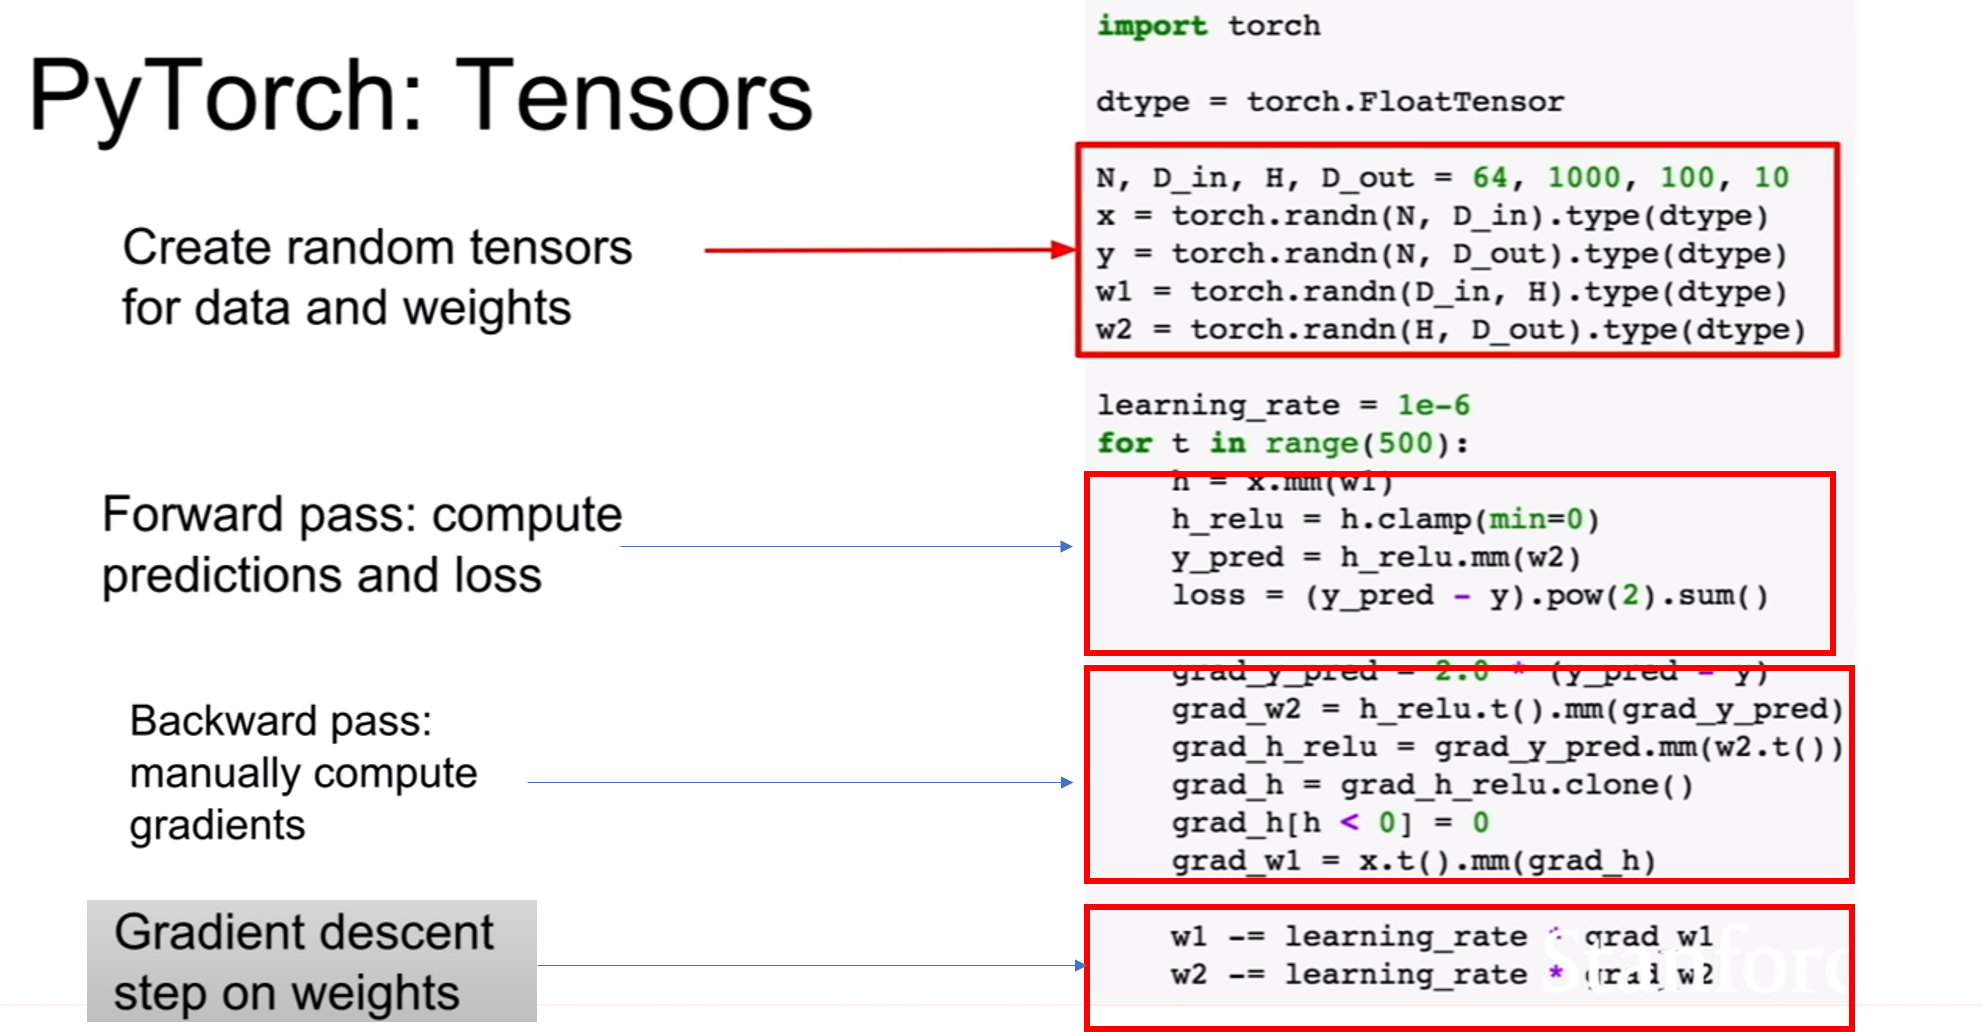 PyTorch: Tensors
Create random tensors
for data and weights
Forward pass: compute
predictions and loss
Backward pass:
manually compute
gradients
Gradient descent
step on weights
import torch
dtype = torch.FloatTensor
N, D_in, H, D_out = 64, 1000, 100, 10
x = torch.randn(N, D_in).type(dtype)
y = torch.randn(N, D_out).type(dtype)
w1 = torch.randn(D_in, H).type(dtype)
w2 = torch.randn(H, D_out).type(dtype)
learning_rate = 1e-6
for t in range(500):
h = x.mm(w1)
h_relu = h.clamp(min=0)
y_pred = h_relu.mm(w2)
loss = (y_pred - y).pow(2).sum()
grad_y_pred = 2.0 * (y_pred - y)
grad_w2 = h_relu.t().mm(grad_y_pred)
grad_h_relu = grad_y_pred.mm(w2.t())
grad_h = grad_h_relu.clone()
grad_h[h < 0] = 0
grad_w1 = x.t().mm(grad_h)
w1 -= learning_rate * grad_w1
w2 -= learning_rate * grad_w2